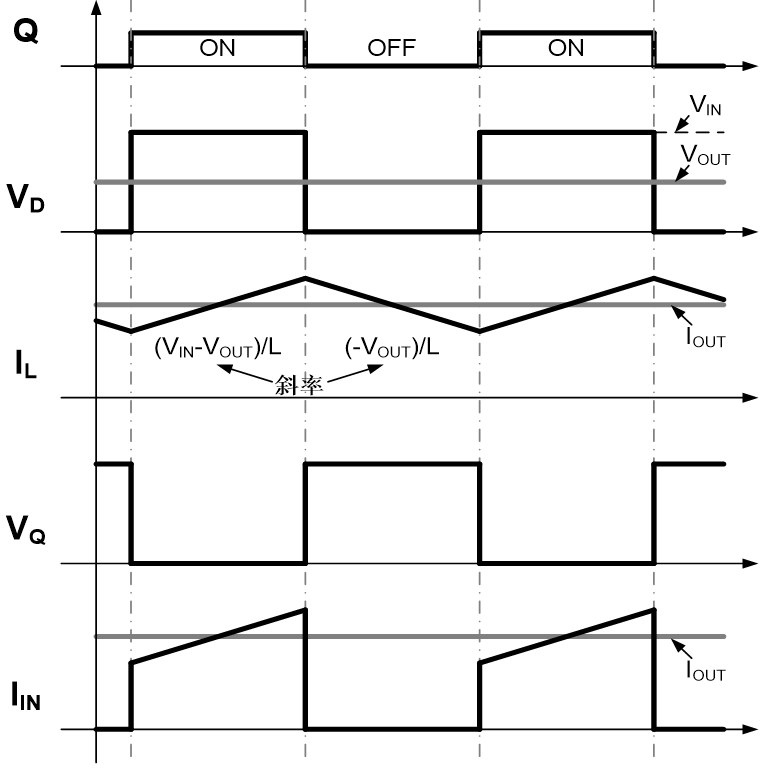 Q
ON OFF ON
V_IN
V_OUT
V_D
I_OUT
(V_IN-V_OUT)/L (-V_OUT)/L
I_L
斜率
V_Q
I_OUT
I_IN